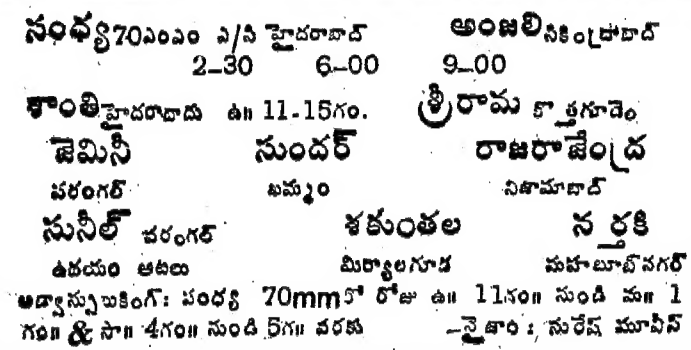 సంధ్య 70ఎంఎం ఎ/సి హైదరాబాద్ అంజలి సికింద్రాబాద్
2-30 6-00 9-00
శాంతి హైదరాబాదు ఉ॥ 11-15గం. శ్రీరామ కొత్తగూడెం
జెమినీ సుందర్ రాజరాజేంద్ర
వరంగల్ ఖమ్మం నిజామాబాద్
సునీల్ వరంగల్ శకుంతల నర్తకి
ఉదయం ఆటలు మిర్యాలగూడ మహబూబ్‌నగర్
అడ్వాన్సుబుకింగ్: సంధ్య 70mmలో రోజు ఉ॥ 11గం॥ నుండి మ॥ 1
గం॥ & సా॥ 4గం॥ నుండి 5గం॥ వరకు -నైజాం : సురేష్ మూవీస్